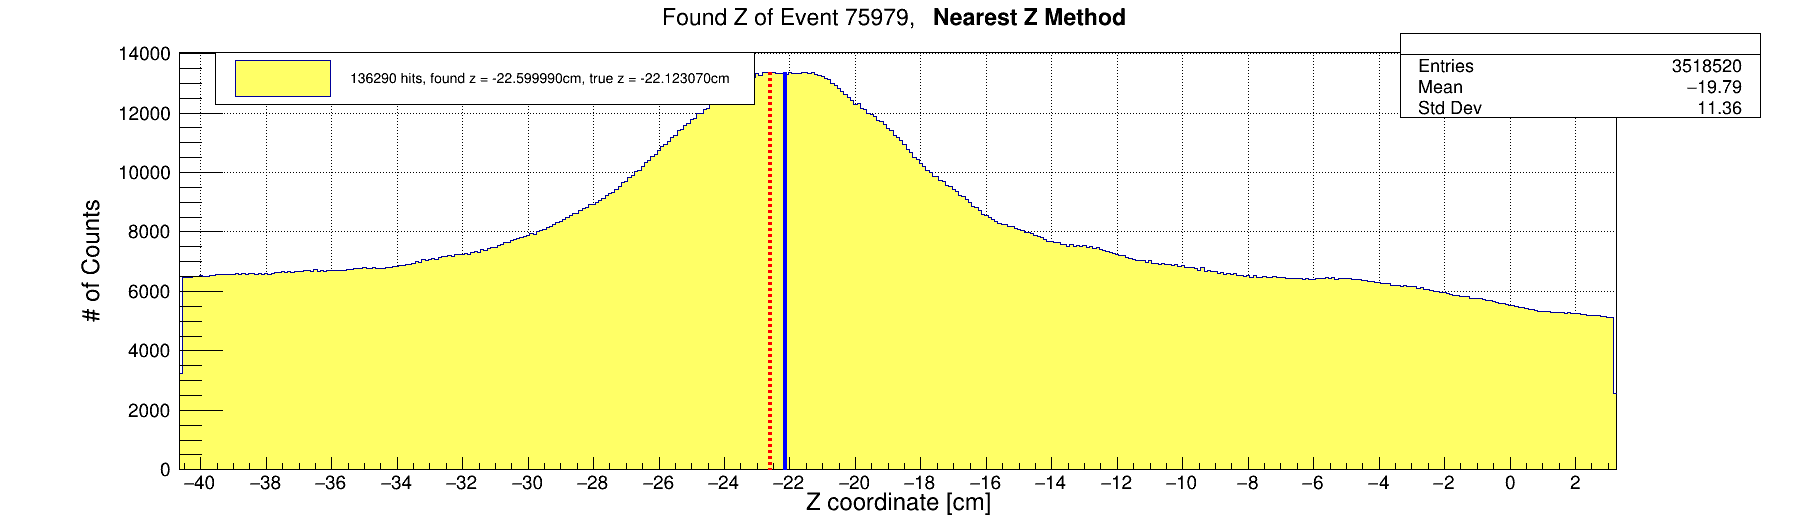 Found Z of Event 75979, Nearest Z Method
136290 hits, found z = -22.599990cm, true z = -22.123070cm
Entries 3518520
Mean −19.79
Std Dev 11.36
14000
12000
10000
8000
6000
4000
2000
0
# of Counts
−40 −38 −36 −34 −32 −30 −28 −26 −24 −22 −20 −18 −16 −14 −12 −10 −8 −6 −4 −2 0 2
Z coordinate [cm]